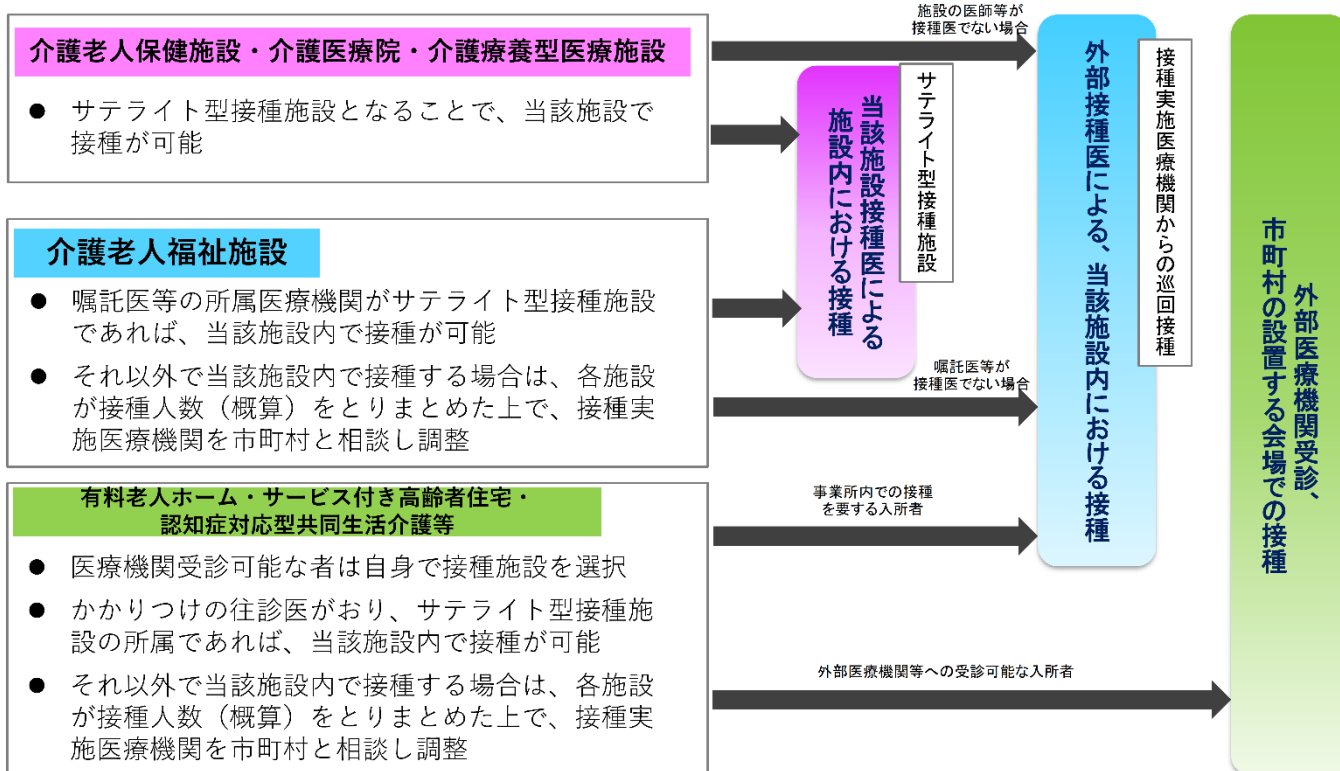 介護老人保健施設・介護医療院・介護療養型医療施設
● サテライト型接種施設となることで、当該施設で
接種が可能
介護老人福祉施設
● 嘱託医等の所属医療機関がサテライト型接種施設
であれば、当該施設内で接種が可能
● それ以外で当該施設内で接種する場合は、各施設
が接種人数（概算）をとりまとめた上で、接種実
施医療機関を市町村と相談し調整
有料老人ホーム・サービス付き高齢者住宅・
認知症対応型共同生活介護等
● 医療機関受診可能な者は自身で接種施設を選択
● かかりつけの往診医がおり、サテライト型接種施
設の所属であれば、当該施設内で接種が可能
● それ以外で当該施設内で接種する場合は、各施設
が接種人数（概算）をとりまとめた上で、接種実
施医療機関を市町村と相談し調整
施設の医師等が
接種医でない場合
嘱託医等が
接種医でない場合
事業所内での接種
を要する入所者
外部医療機関等への受診可能な入所者
当該施設接種医による
施設内における接種
サテライト型接種施設
外部接種医による、当該施設内における接種
接種実施医療機関からの巡回接種
外部医療機関受診、
市町村の設置する会場での接種